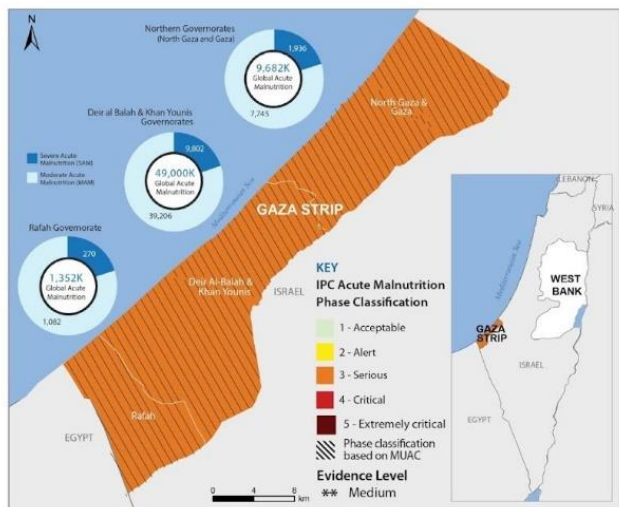 N
Northern Governorates
(North Gaza and Gaza)
1,936
9,682K
Global Acute
Malnutrition
7,745
Deir al Balah & Khan Younis
Governorates
9,802
49,000K
Global Acute
Malnutrition
39,206
Severe Acute
Malnutrition (SAM)
Moderate Acute
Malnutrition (MAM)
Rafah Governorate
270
1,352K
Global Acute
Malnutrition
1,082
North Gaza &
Gaza
Mediterranean Sea
GAZA STRIP
Deir Al-Balah &
Khan-Younis
ISRAEL
Rafah
EGYPT
0 4 8
km
KEY
IPC Acute Malnutrition
Phase Classification
1 - Acceptable
2 - Alert
3 - Serious
4 - Critical
5 - Extremely critical
Phase classification
based on MUAC
Evidence Level
** Medium
LEBANON
SYRIA
Mediterranean Sea
WEST
BANK
GAZA
STRIP
ISRAEL
EGYPT